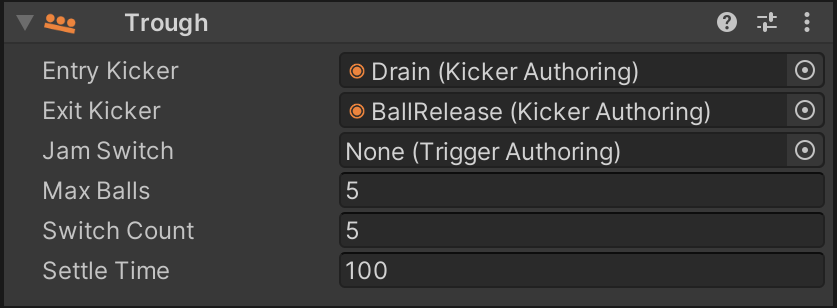 Trough
Entry Kicker Drain (Kicker Authoring)
Exit Kicker BallRelease (Kicker Authoring)
Jam Switch None (Trigger Authoring)
Max Balls 5
Switch Count 5
Settle Time 100